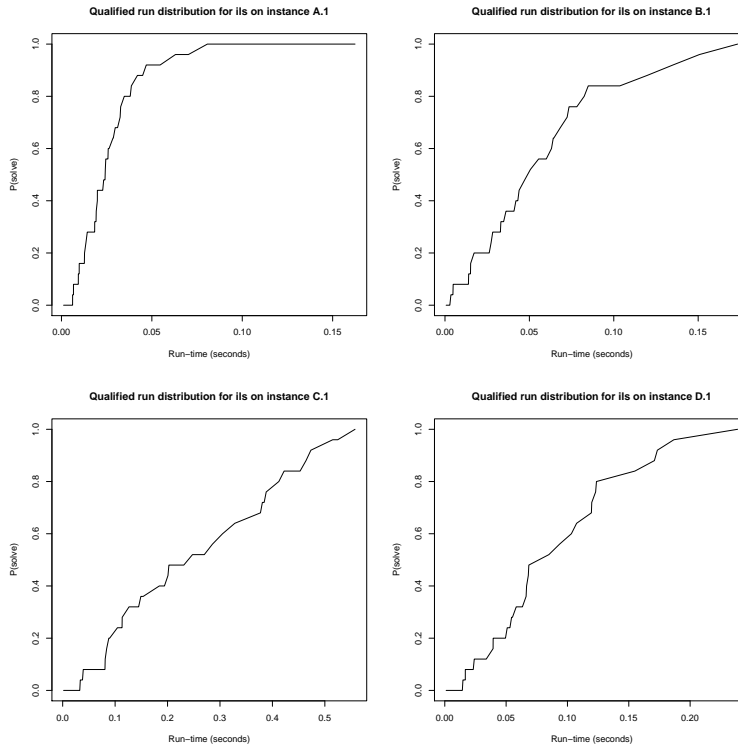 Qualified run distribution for ils on instance A.1
P(solve)
1.0
0.8
0.6
0.4
0.2
0.0
0.00 0.05 0.10 0.15
Run−time (seconds)
Qualified run distribution for ils on instance B.1
P(solve)
1.0
0.8
0.6
0.4
0.2
0.0
0.00 0.05 0.10 0.15
Run−time (seconds)
Qualified run distribution for ils on instance C.1
P(solve)
1.0
0.8
0.6
0.4
0.2
0.0
0.0 0.1 0.2 0.3 0.4 0.5
Run−time (seconds)
Qualified run distribution for ils on instance D.1
P(solve)
1.0
0.8
0.6
0.4
0.2
0.0
0.00 0.05 0.10 0.15 0.20
Run−time (seconds)